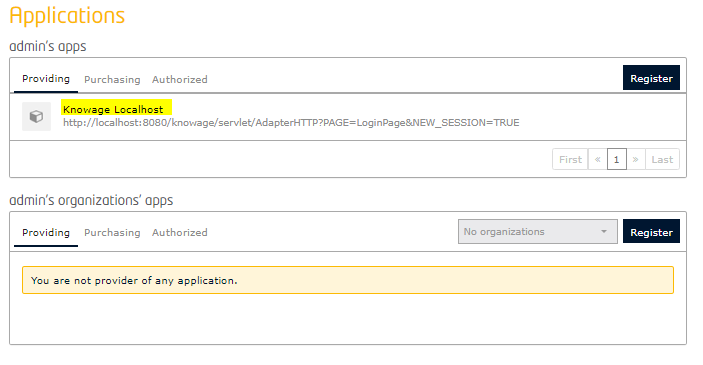 Applications
admin's apps
Providing Purchasing Authorized Register
Knowage Localhost
http://localhost:8080/knowage/servlet/AdapterHTTP?PAGE=LoginPage&NEW_SESSION=TRUE
First « 1 » Last
admin's organizations' apps
Providing Purchasing Authorized No organizations Register
You are not provider of any application.